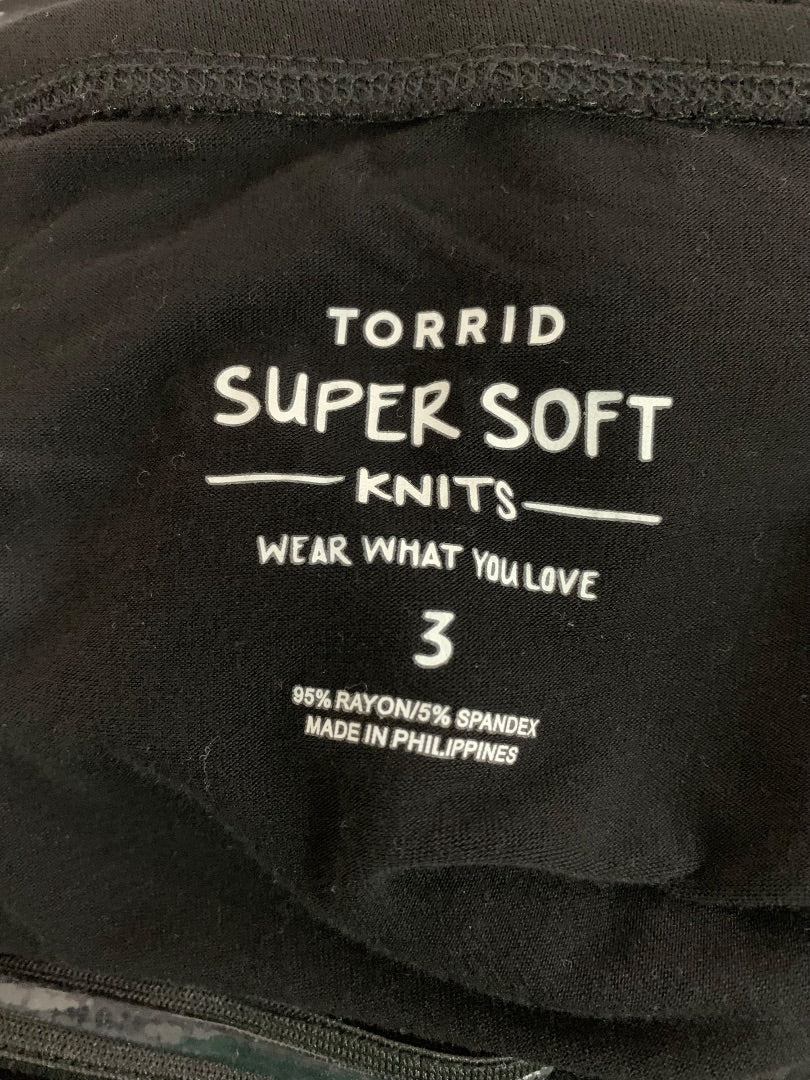 TORRID
SUPER SOFT
KNITS
WEAR WHAT YOU LOVE
3
95% RAYON/5% SPANDEX
MADE IN PHILIPPINES